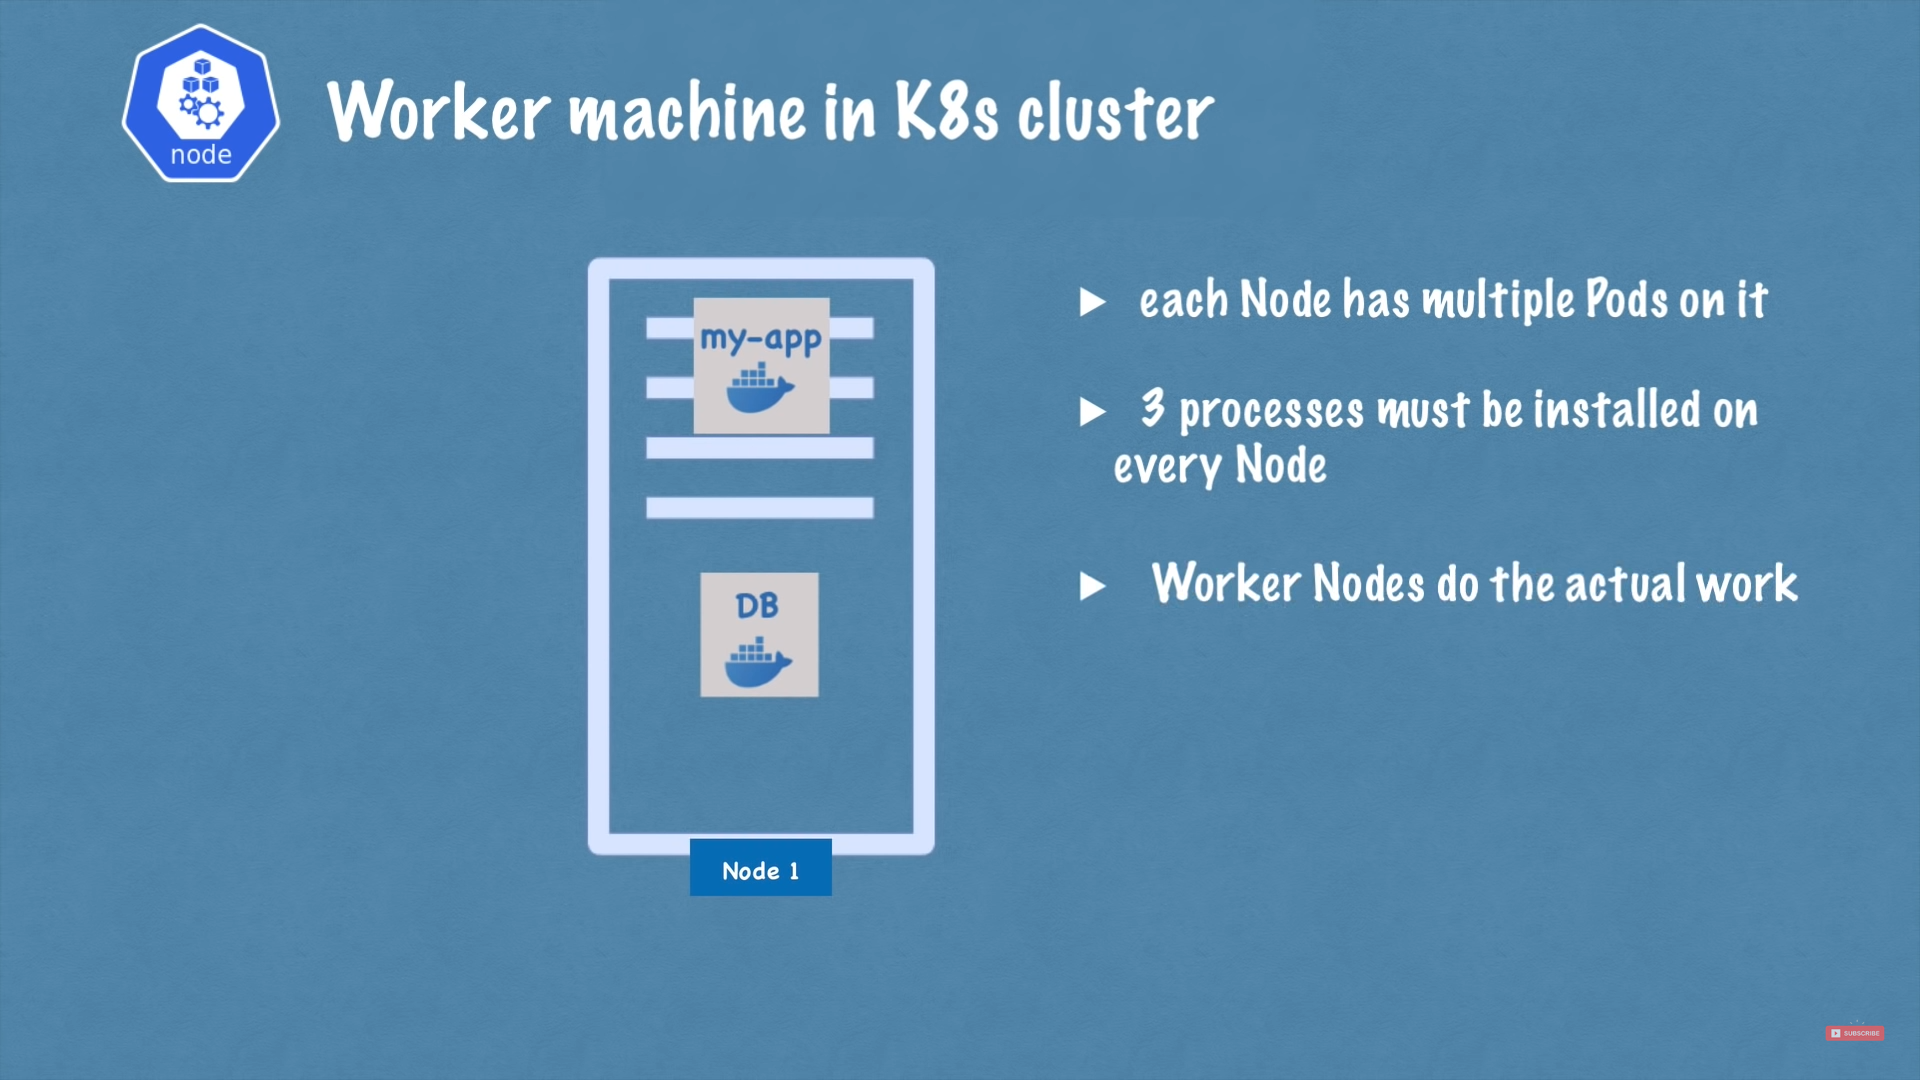 node
Worker machine in K8s cluster
my-app
DB
Node 1
each Node has multiple Pods on it
3 processes must be installed on
every Node
Worker Nodes do the actual work
SUBSCRIBE